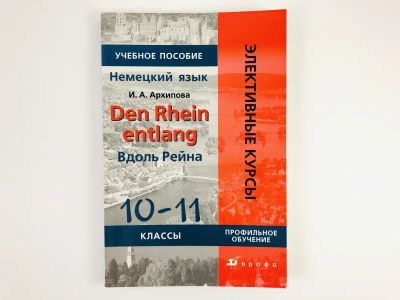 УЧЕБНОЕ ПОСОБИЕ
Немецкий язык
И. А. Архипова
Den Rhein
entlang
Вдоль Рейна
10-11
КЛАССЫ
ЭЛЕКТИВНЫЕ КУРСЫ
ПРОФИЛЬНОЕ
ОБУЧЕНИЕ
дрофа